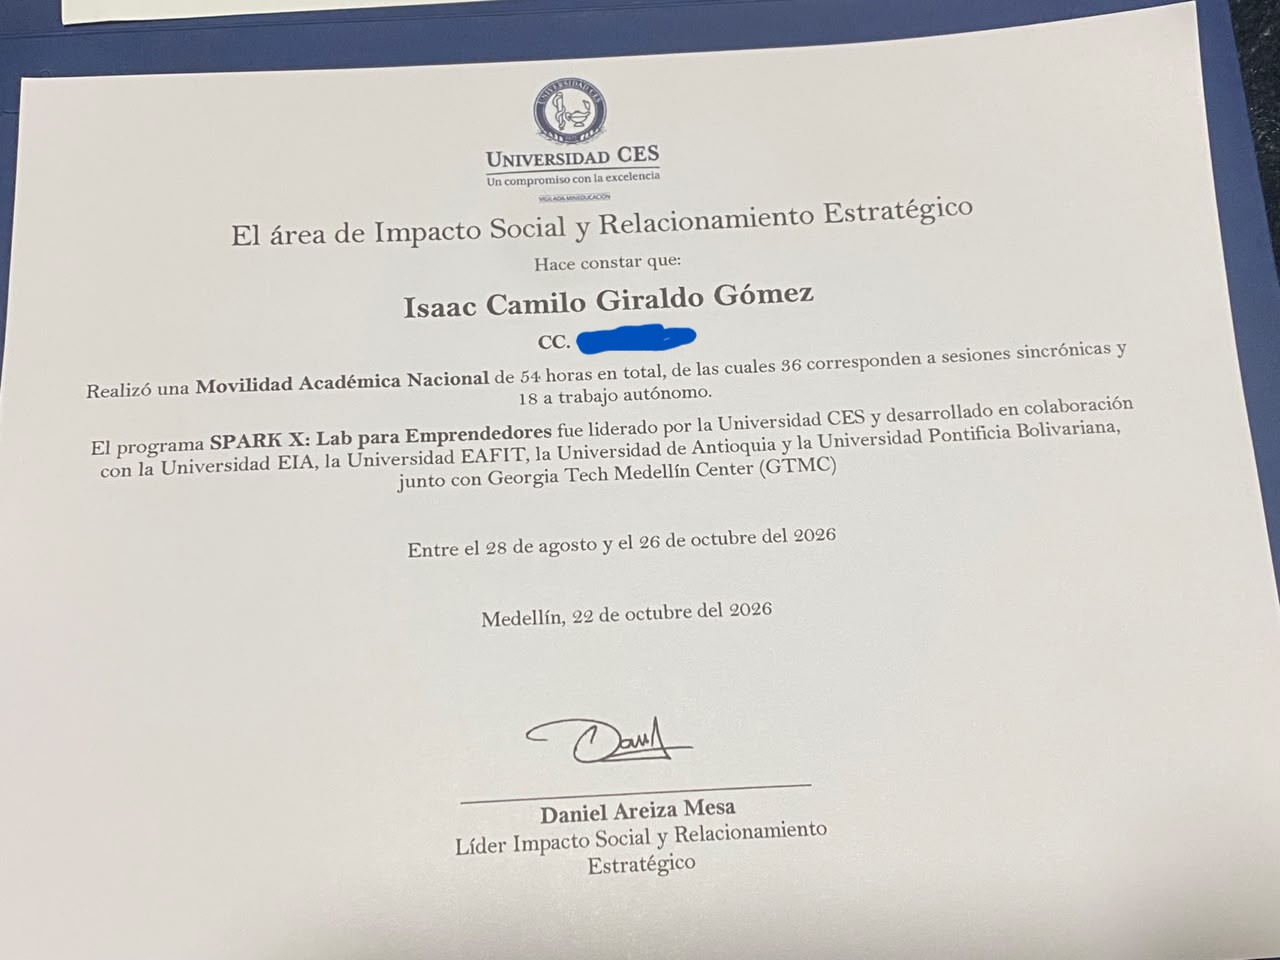 UNIVERSIDAD CES
UNIVERSIDAD CES
Un compromiso con la excelencia
VIGILADA MINEDUCACIÓN
El área de Impacto Social y Relacionamiento Estratégico
Hace constar que:
Isaac Camilo Giraldo Gómez
CC.
Realizó una Movilidad Académica Nacional de 54 horas en total, de las cuales 36 corresponden a sesiones sincrónicas y
18 a trabajo autónomo.
El programa SPARK X: Lab para Emprendedores fue liderado por la Universidad CES y desarrollado en colaboración
con la Universidad EIA, la Universidad EAFIT, la Universidad de Antioquia y la Universidad Pontificia Bolivariana,
junto con Georgia Tech Medellín Center (GTMC)
Entre el 28 de agosto y el 26 de octubre del 2026
Medellín, 22 de octubre del 2026
Daniel Areiza Mesa
Líder Impacto Social y Relacionamiento
Estratégico